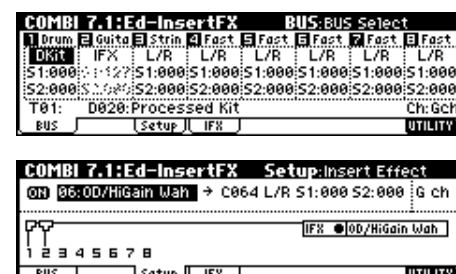 COMBI 7.1:Ed-InsertFX BUS:BUS Select
1 Drum 2 Guita 3 Strin 4 Fast 5 Fast 6 Fast 7 Fast 8 Fast
DKit IFX L/R L/R L/R L/R L/R L/R
S1:000 S1:000 S1:000 S1:000 S1:000 S1:000 S1:000
S2:000 S2:000 S2:000 S2:000 S2:000 S2:000 S2:000
T01: D020:Processed Kit Ch:Gch
BUS Setup IFX UTILITY
COMBI 7.1:Ed-InsertFX Setup:Insert Effect
ON 06:OD/HiGain Wah → C064 L/R S1:000 S2:000 G ch
IFX ●OD/HiGain Wah
1 2 3 4 5 6 7 8
BUS Setup IFX UTILITY